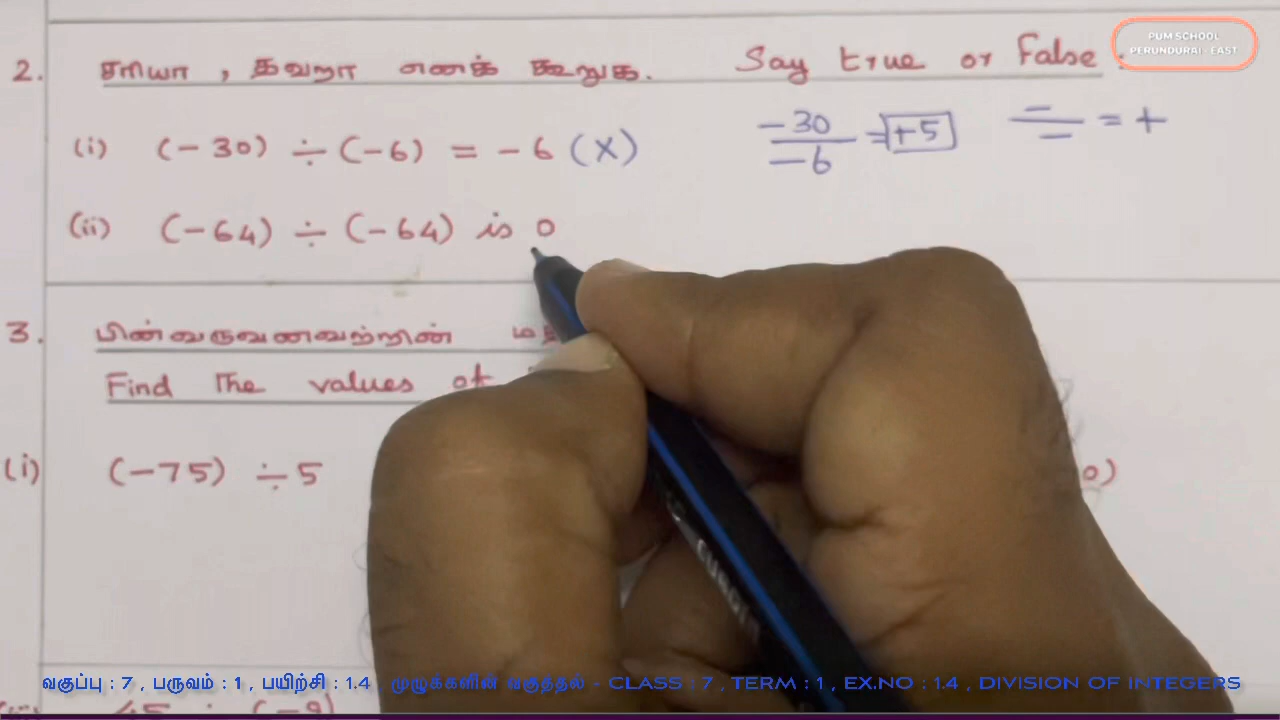 PUM SCHOOL
PERUNDURAI - EAST
2. சரியா , தவறா எனக் கூறுக. Say true or False :
(i) (-30) ÷ (-6) = -6 (X) -30/-6 = +5 -/- = +
(ii) (-64) ÷ (-64) is 0
3. பின்வருவனவற்றின்
Find The values of
(i) (-75) ÷ 5 0)
வகுப்பு : 7 , பருவம் : 1 , பயிற்சி : 1.4 , முழுக்களின் வகுத்தல் - CLASS : 7 , TERM : 1 , EX.NO : 1.4 , DIVISION OF INTEGERS